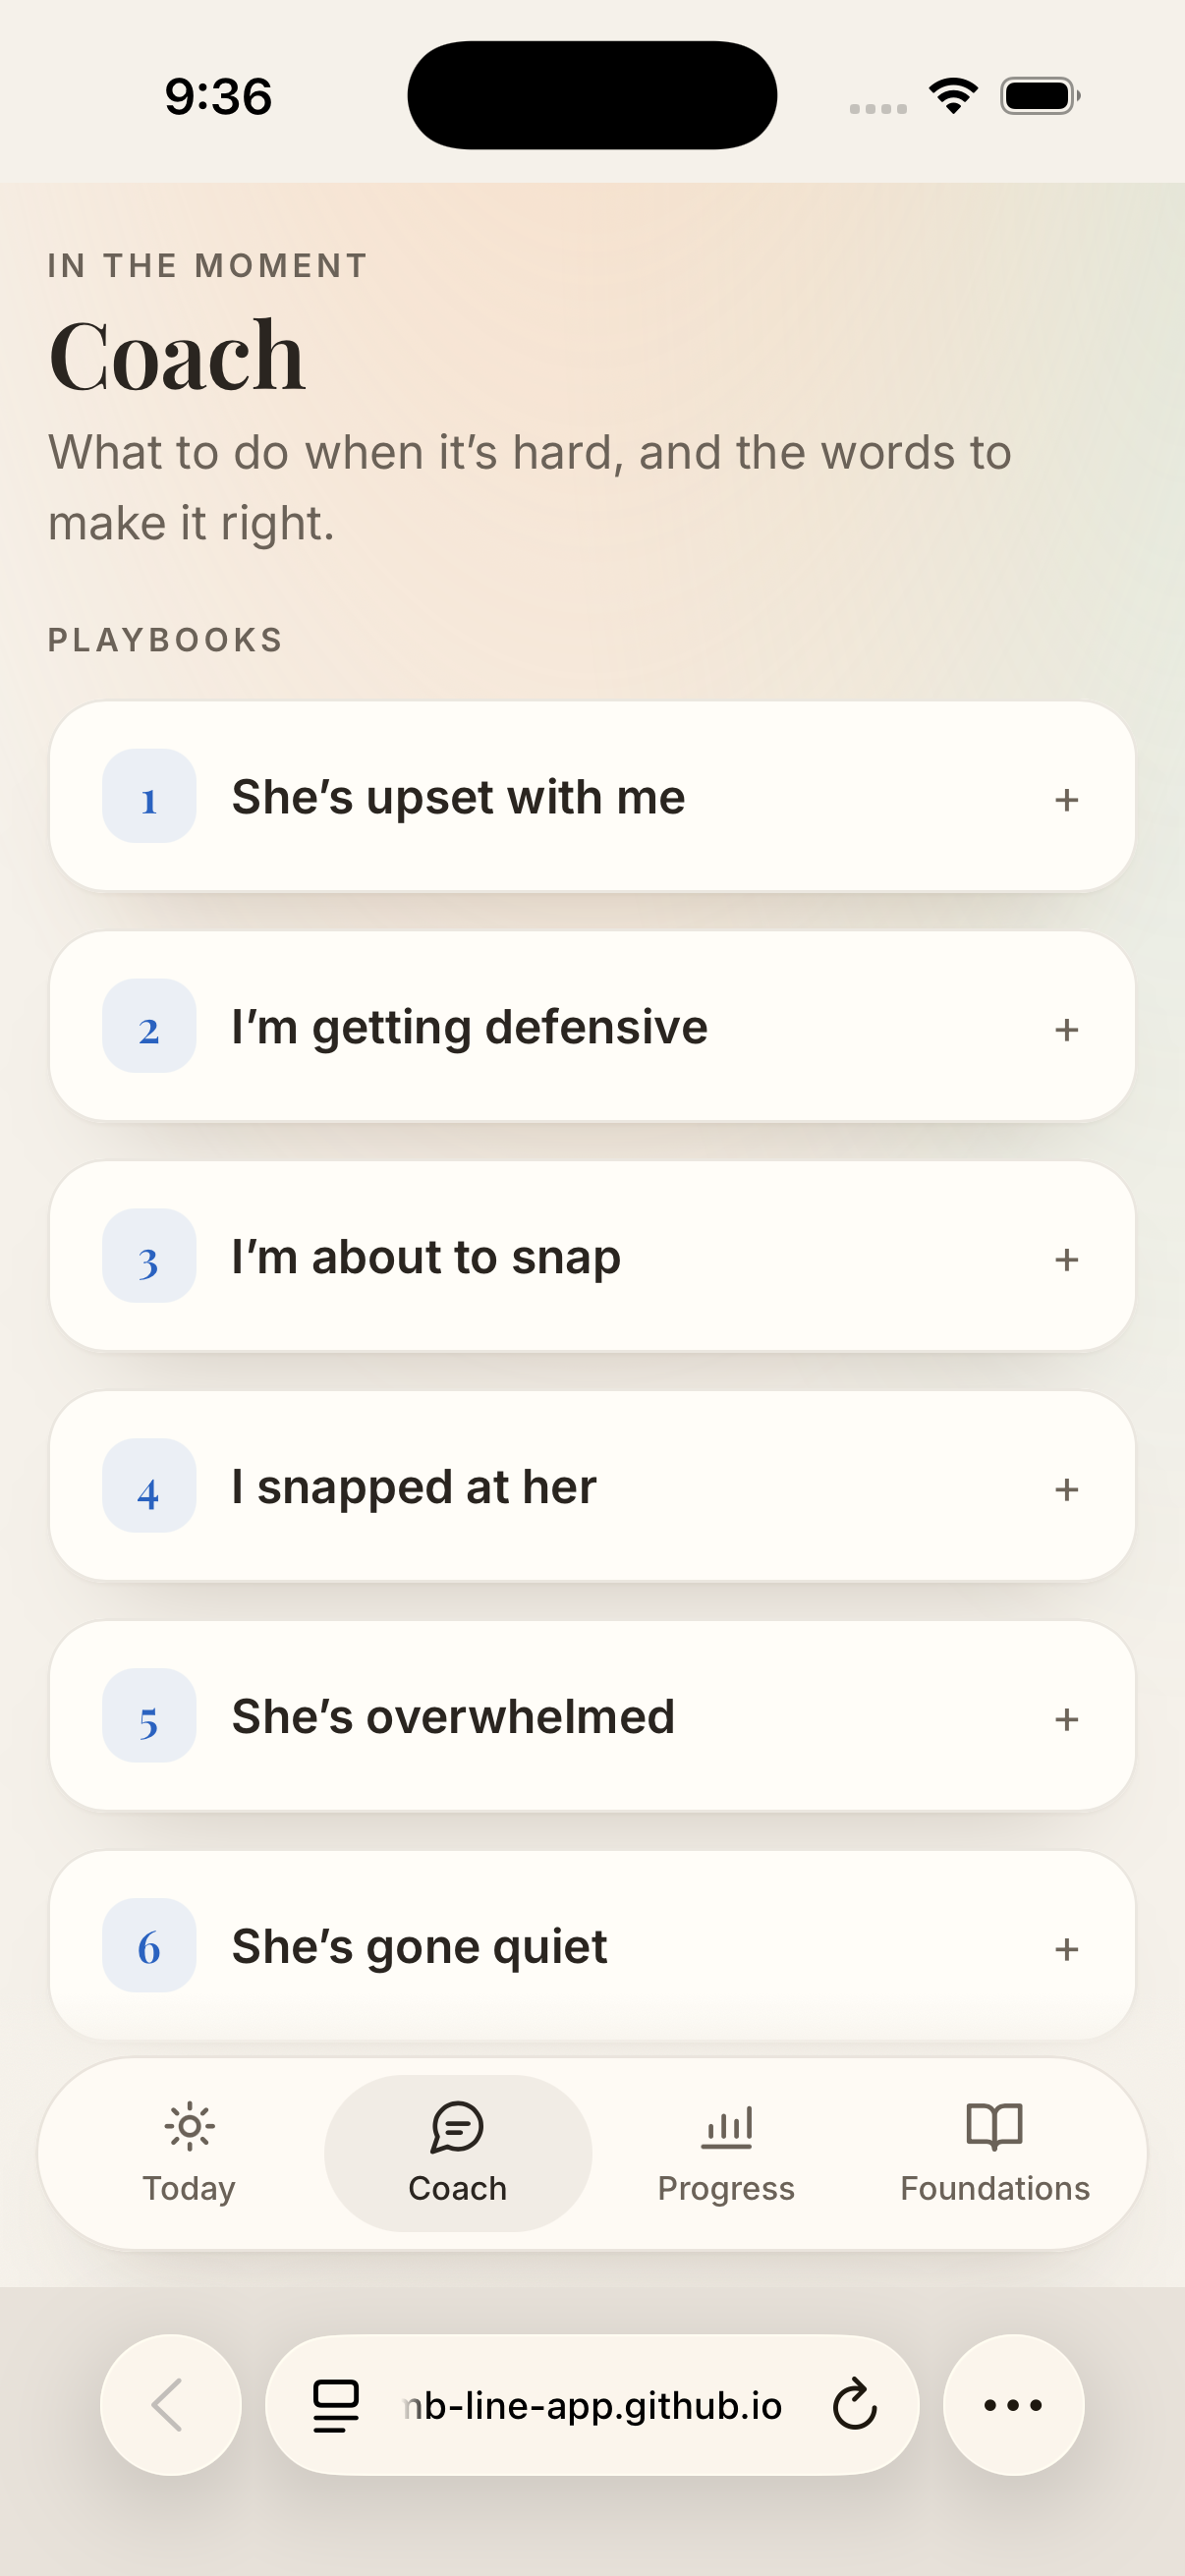 9:36
IN THE MOMENT
Coach
What to do when it’s hard, and the words to
make it right.
PLAYBOOKS
1 She’s upset with me +
2 I’m getting defensive +
3 I’m about to snap +
4 I snapped at her +
5 She’s overwhelmed +
6 She’s gone quiet +
Today Coach Progress Foundations
nb-line-app.github.io